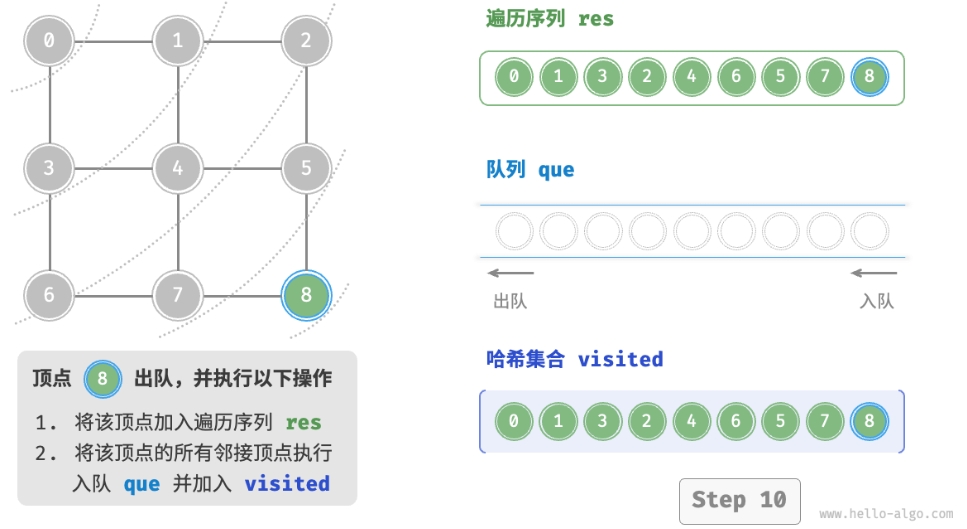 0 1 2
3 4 5
6 7 8
顶点 8 出队，并执行以下操作
1. 将该顶点加入遍历序列 res
2. 将该顶点的所有邻接顶点执行
入队 que 并加入 visited
遍历序列 res
0 1 3 2 4 6 5 7 8
队列 que
出队 入队
哈希集合 visited
0 1 3 2 4 6 5 7 8
Step 10
www.hello-algo.com